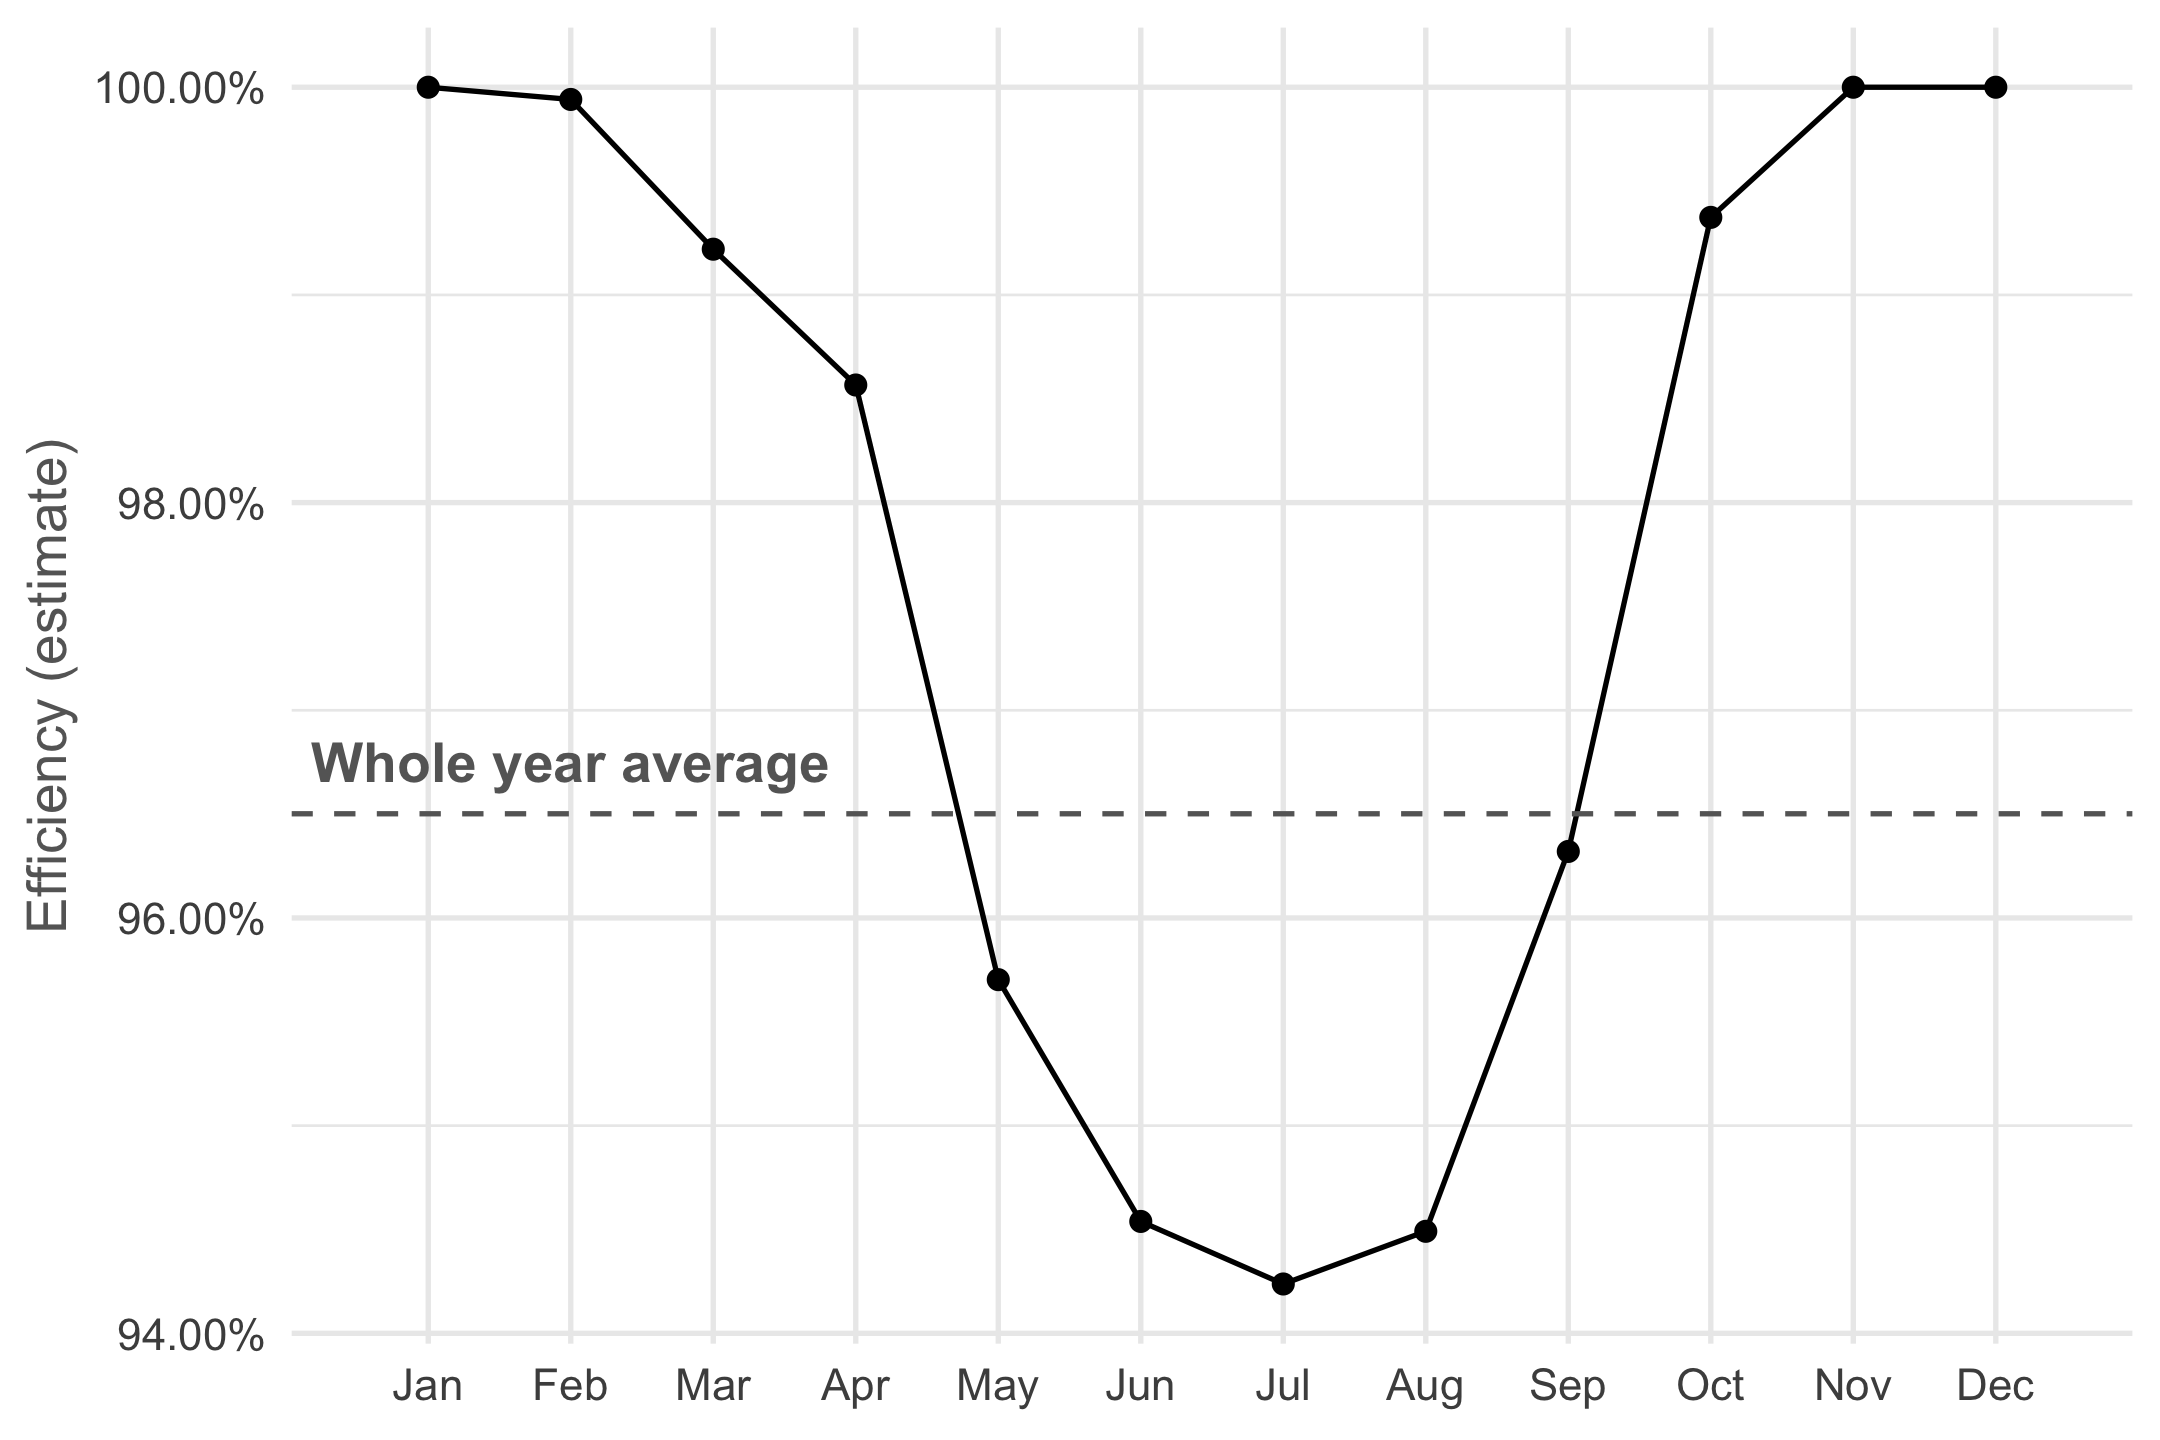 Efficiency (estimate)
100.00%
98.00%
96.00%
94.00%
Whole year average
Jan Feb Mar Apr May Jun Jul Aug Sep Oct Nov Dec